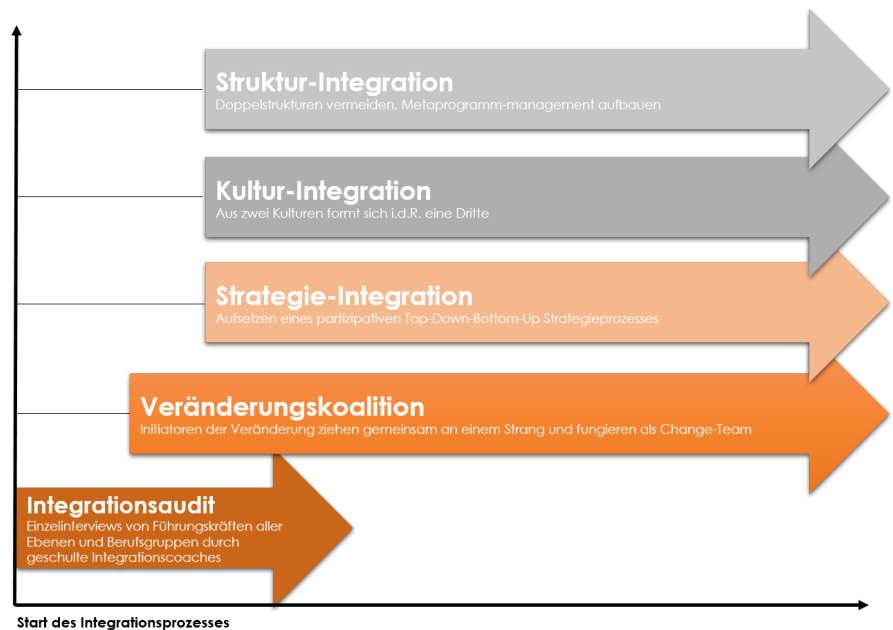 Struktur-Integration
Doppelstrukturen vermeiden, Metaprogramm-management aufbauen
Kultur-Integration
Aus zwei Kulturen formt sich i.d.R. eine Dritte
Strategie-Integration
Aufsetzen eines partizipativen Top-Down-Bottom-Up Strategieprozesses
Veränderungskoalition
Initiatoren der Veränderung ziehen gemeinsam an einem Strang und fungieren als Change-Team
Integrationsaudit
Einzelinterviews von Führungskräften aller
Ebenen und Berufsgruppen durch
geschulte Integrationscoaches
Start des Integrationsprozesses